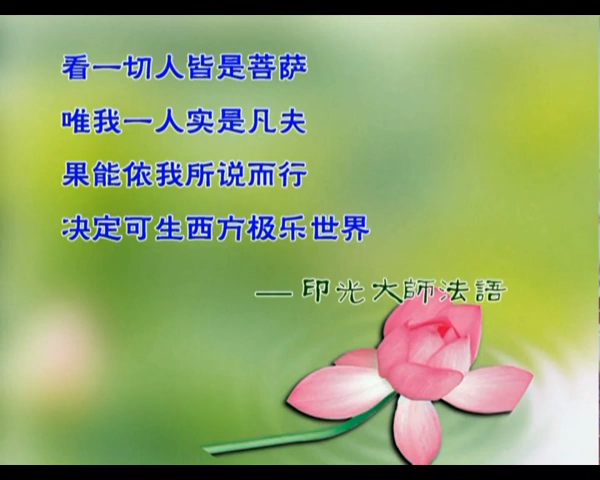 看一切人皆是菩萨
唯我一人实是凡夫
果能依我所说而行
决定可生西方极乐世界
— 印光大師法語